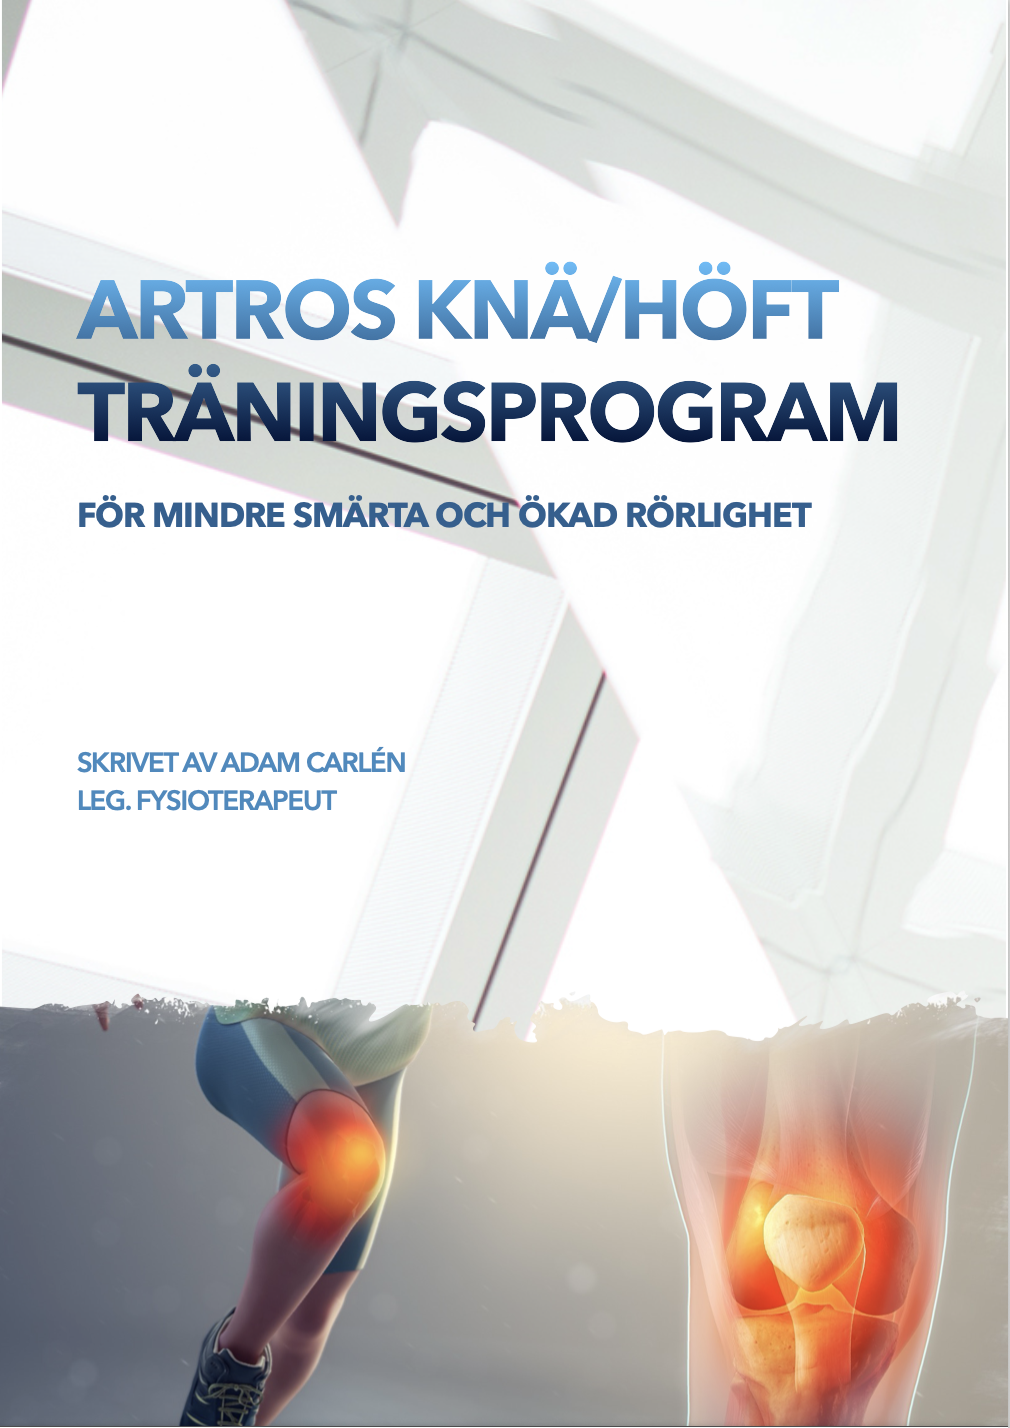 ARTROS KNÄ/HÖFT
TRÄNINGSPROGRAM
FÖR MINDRE SMÄRTA OCH ÖKAD RÖRLIGHET
SKRIVET AV ADAM CARLÉN
LEG. FYSIOTERAPEUT